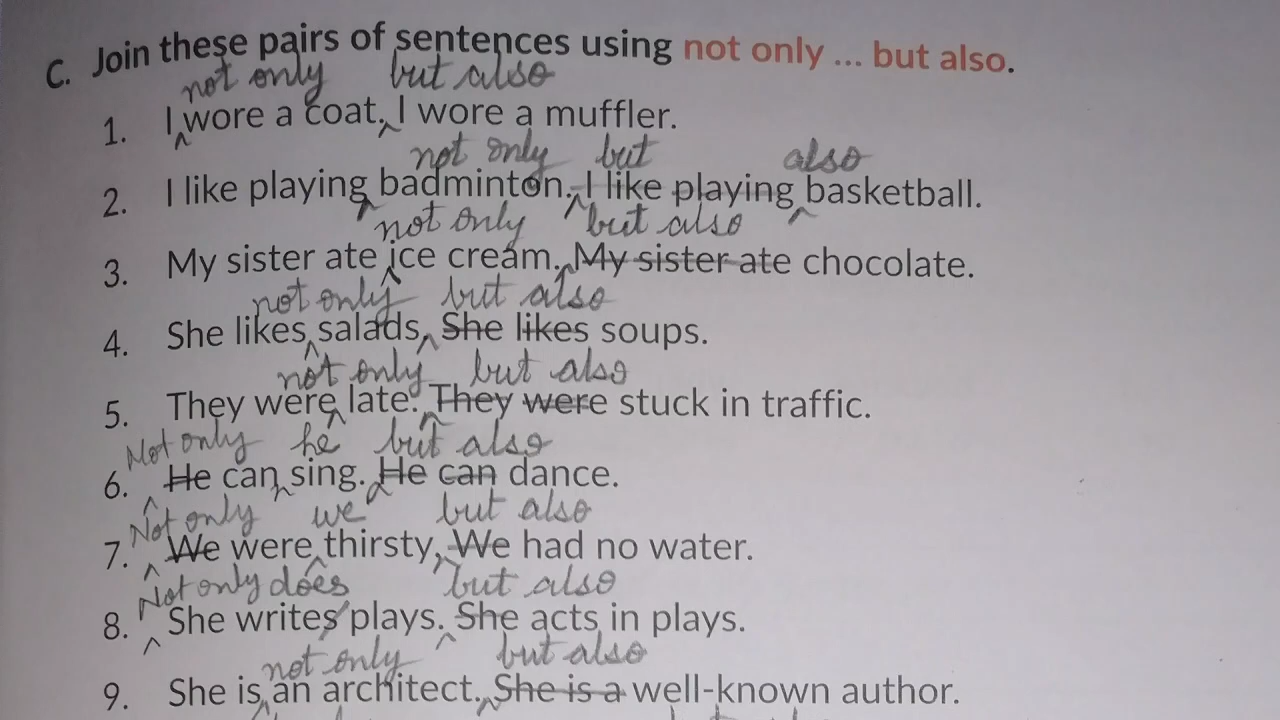 C. Join these pairs of sentences using not only ... but also.
not only but also
1. I wore a coat. I wore a muffler.
not only but also
2. I like playing badminton. I like playing basketball.
not only but also
3. My sister ate ice cream. My sister ate chocolate.
not only but also
4. She likes salads. She likes soups.
not only but also
5. They were late. They were stuck in traffic.
Not only he but also
6. He can sing. He can dance.
Not only we but also
7. We were thirsty. We had no water.
Not only does but also
8. She writes plays. She acts in plays.
not only but also
9. She is an architect. She is a well-known author.